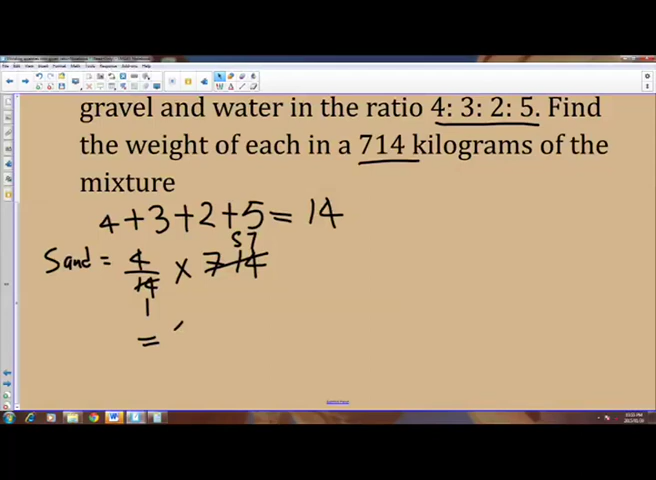 gravel and water in the ratio 4: 3: 2: 5. Find
the weight of each in a 714 kilograms of the
mixture
4+3+2+5=14
57
Sand = 4/14 × 714
1
=